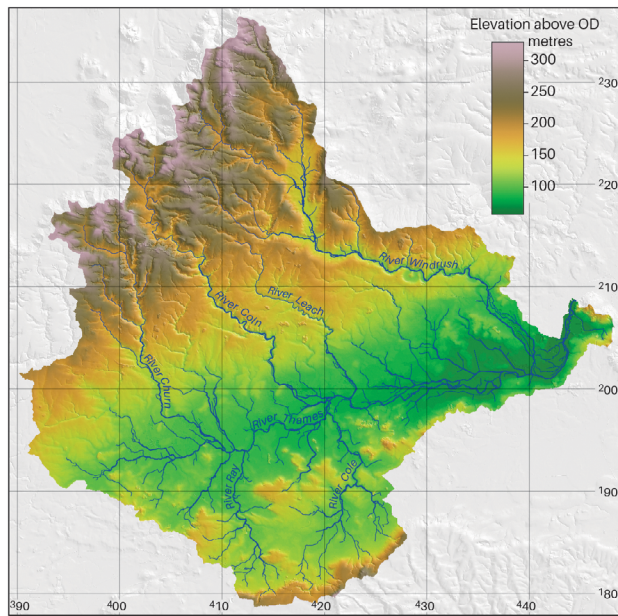 Elevation above OD
metres
300
250
200
150
100
230
220
210
200
190
180
River Windrush
River Leach
River Coln
River Churn
River Thames
River Ray
River Cole
390
400
410
420
430
440